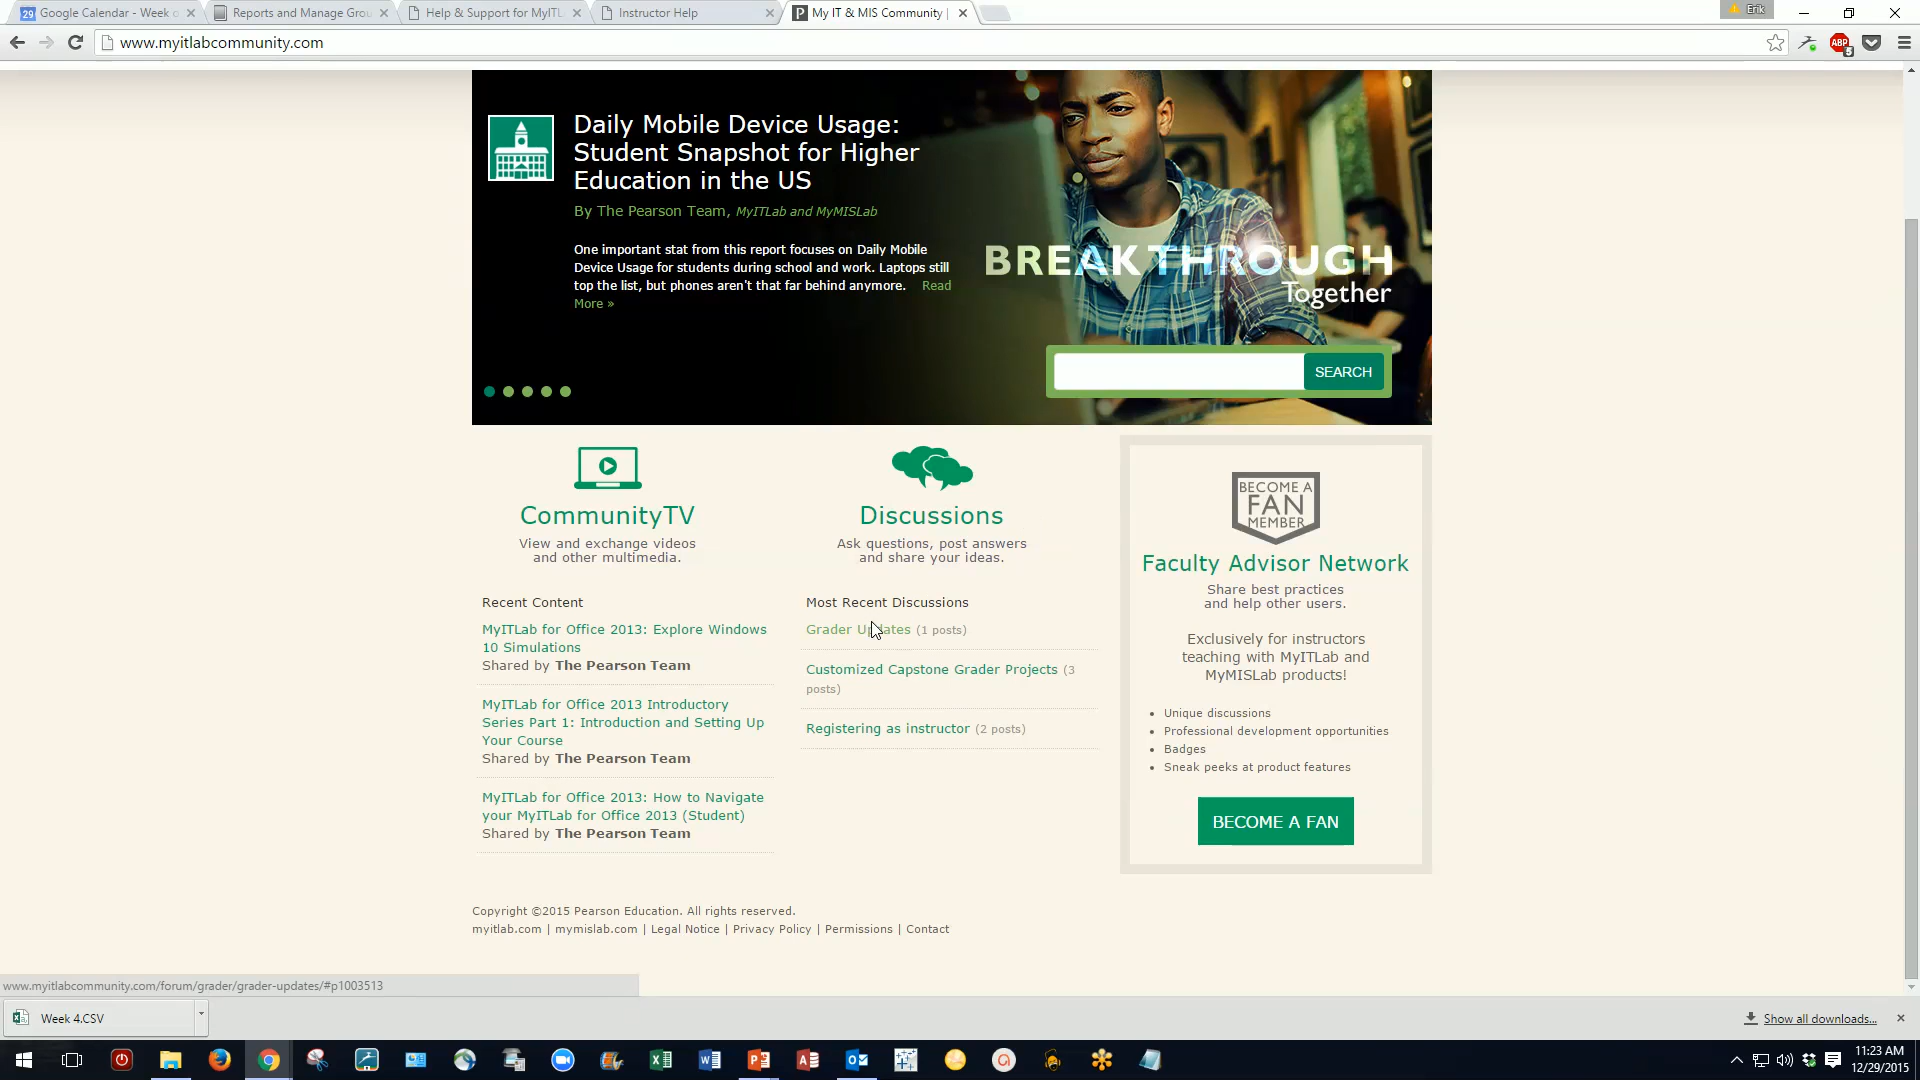 29 Google Calendar - Week o
Reports and Manage Grou
Help & Support for MyITL
Instructor Help
P My IT & MIS Community |
Erik
www.myitlabcommunity.com
ABP
Daily Mobile Device Usage:
Student Snapshot for Higher
Education in the US
By The Pearson Team, MyITLab and MyMISLab
One important stat from this report focuses on Daily Mobile
Device Usage for students during school and work. Laptops still
top the list, but phones aren't that far behind anymore. Read
More »
BREAKTHROUGH
Together
SEARCH
CommunityTV
View and exchange videos
and other multimedia.
Recent Content
MyITLab for Office 2013: Explore Windows
10 Simulations
Shared by The Pearson Team
MyITLab for Office 2013 Introductory
Series Part 1: Introduction and Setting Up
Your Course
Shared by The Pearson Team
MyITLab for Office 2013: How to Navigate
your MyITLab for Office 2013 (Student)
Shared by The Pearson Team
Discussions
Ask questions, post answers
and share your ideas.
Most Recent Discussions
Grader Updates (1 posts)
Customized Capstone Grader Projects (3
posts)
Registering as instructor (2 posts)
BECOME A
FAN
MEMBER
Faculty Advisor Network
Share best practices
and help other users.
Exclusively for instructors
teaching with MyITLab and
MyMISLab products!
• Unique discussions
• Professional development opportunities
• Badges
• Sneak peeks at product features
BECOME A FAN
Copyright ©2015 Pearson Education. All rights reserved.
myitlab.com | mymislab.com | Legal Notice | Privacy Policy | Permissions | Contact
www.myitlabcommunity.com/forum/grader/grader-updates/#p1003513
Week 4.CSV
Show all downloads...
11:23 AM
12/29/2015